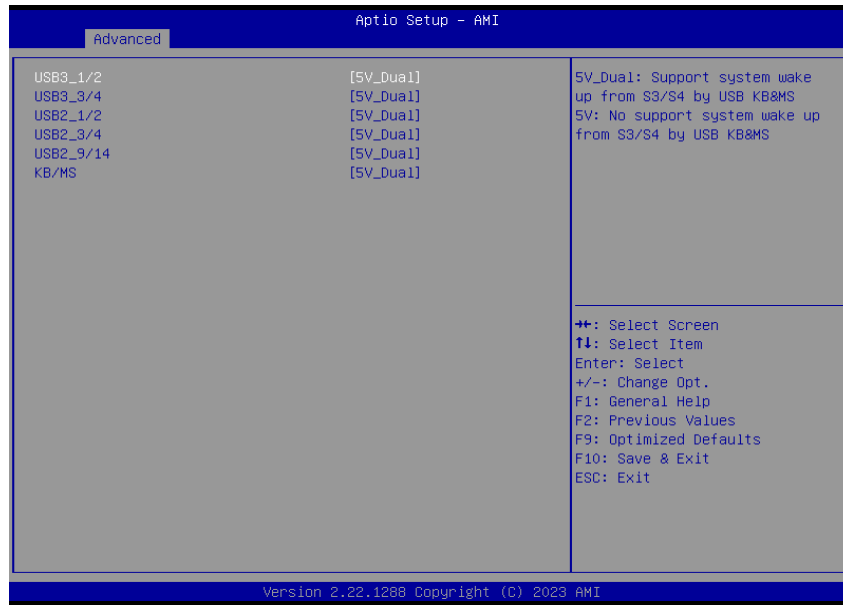 Aptio Setup – AMI
Advanced
USB3_1/2 [5V_Dual]
USB3_3/4 [5V_Dual]
USB2_1/2 [5V_Dual]
USB2_3/4 [5V_Dual]
USB2_9/14 [5V_Dual]
KB/MS [5V_Dual]
5V_Dual: Support system wake
up from S3/S4 by USB KB&MS
5V: No support system wake up
from S3/S4 by USB KB&MS
→←: Select Screen
↑↓: Select Item
Enter: Select
+/-: Change Opt.
F1: General Help
F2: Previous Values
F9: Optimized Defaults
F10: Save & Exit
ESC: Exit
Version 2.22.1288 Copyright (C) 2023 AMI